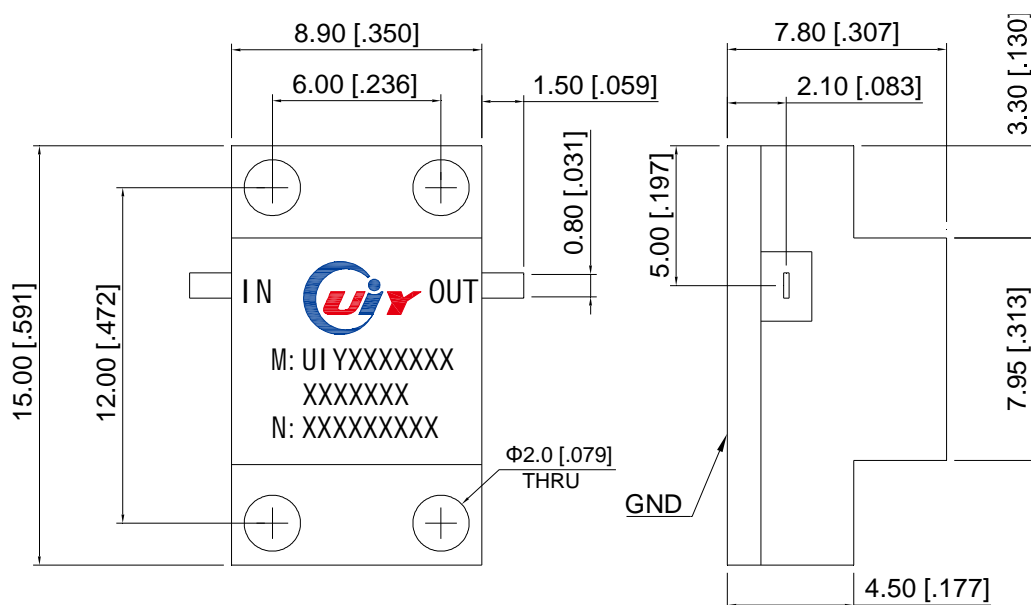 8.90 [.350]
6.00 [.236]
1.50 [.059]
0.80 [.031]
15.00 [.591]
12.00 [.472]
IN
UiY
OUT
M: UIYXXXXXXX
XXXXXXX
N: XXXXXXXXX
Φ2.0 [.079]
THRU
7.80 [.307]
2.10 [.083]
3.30 [.130]
5.00 [.197]
7.95 [.313]
GND
4.50 [.177]